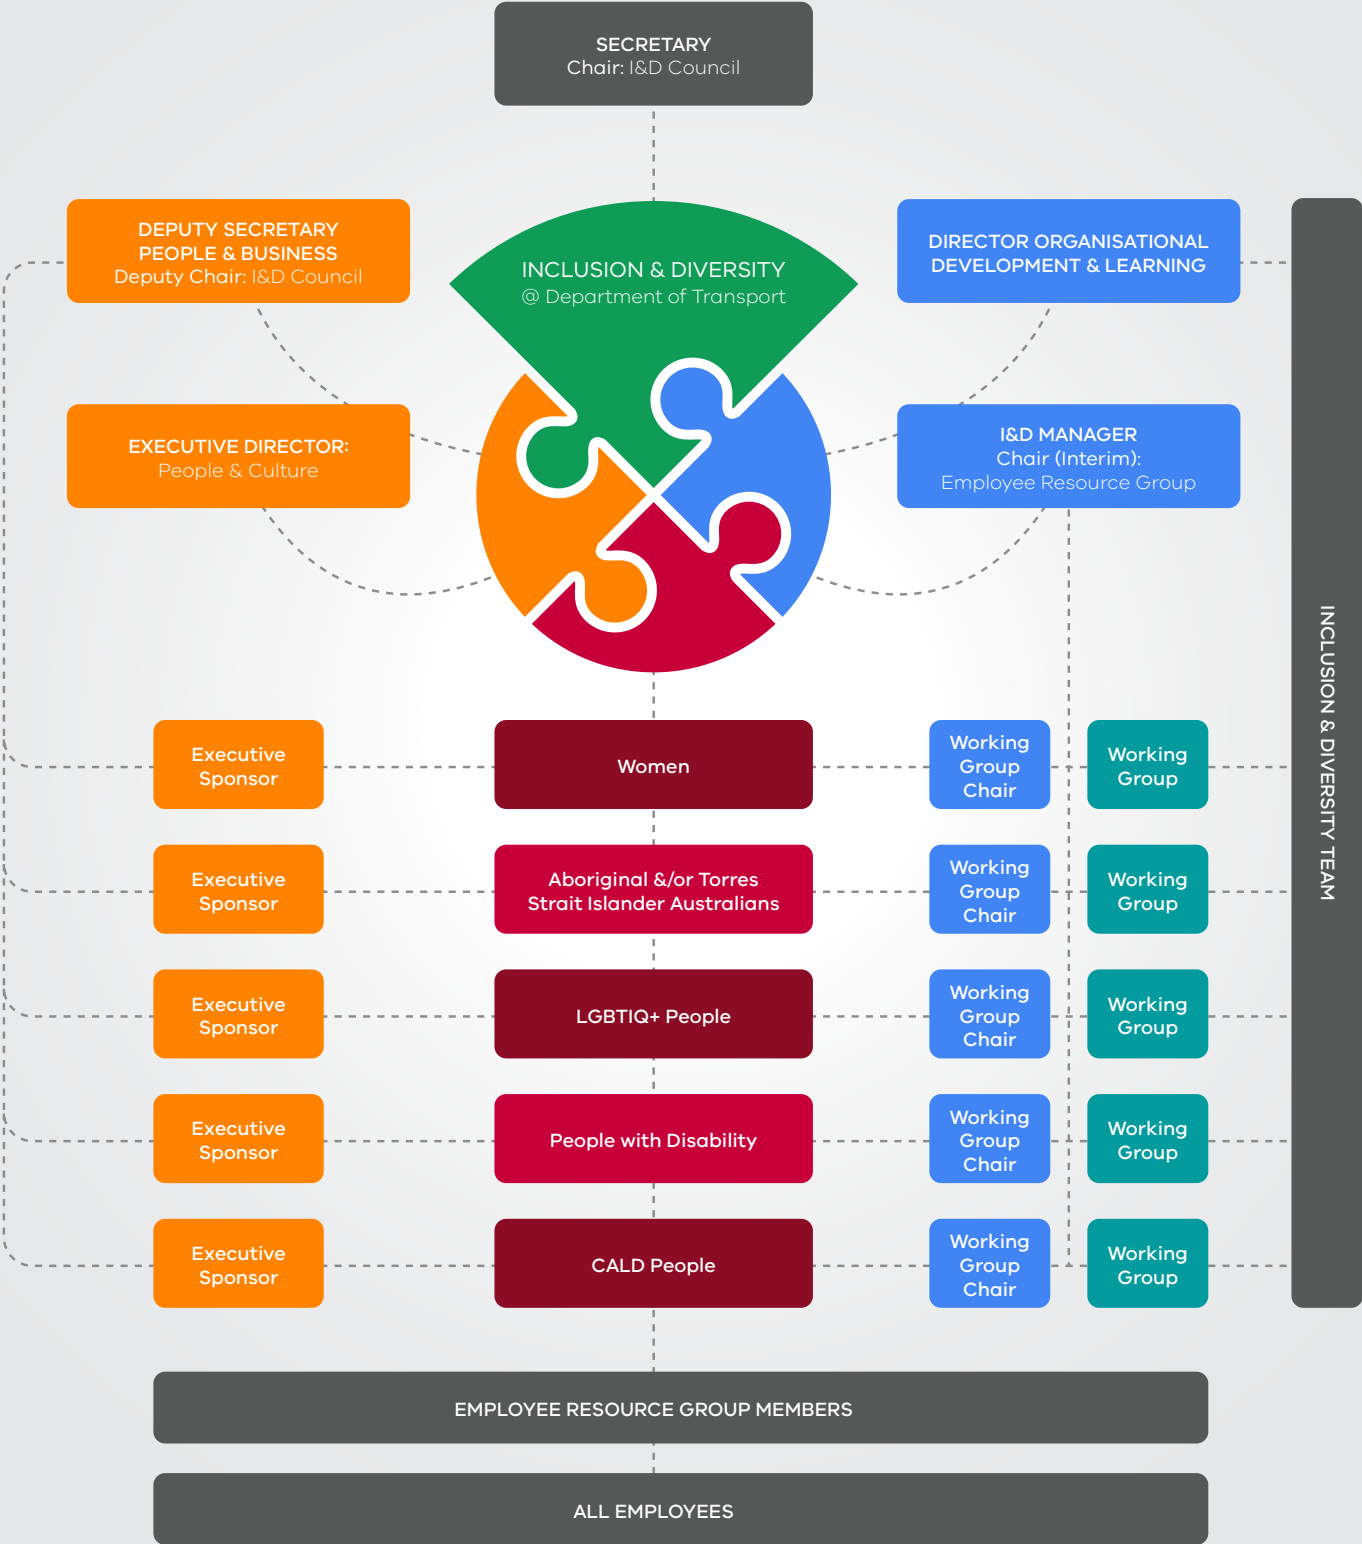 SECRETARY
Chair: I&D Council
DEPUTY SECRETARY
PEOPLE & BUSINESS
Deputy Chair: I&D Council
INCLUSION & DIVERSITY
@ Department of Transport
DIRECTOR ORGANISATIONAL
DEVELOPMENT & LEARNING
EXECUTIVE DIRECTOR:
People & Culture
I&D MANAGER
Chair (Interim):
Employee Resource Group
INCLUSION & DIVERSITY TEAM
Executive
Sponsor
Women
Working
Group
Chair
Working
Group
Executive
Sponsor
Aboriginal &/or Torres
Strait Islander Australians
Working
Group
Chair
Working
Group
Executive
Sponsor
LGBTIQ+ People
Working
Group
Chair
Working
Group
Executive
Sponsor
People with Disability
Working
Group
Chair
Working
Group
Executive
Sponsor
CALD People
Working
Group
Chair
Working
Group
EMPLOYEE RESOURCE GROUP MEMBERS
ALL EMPLOYEES